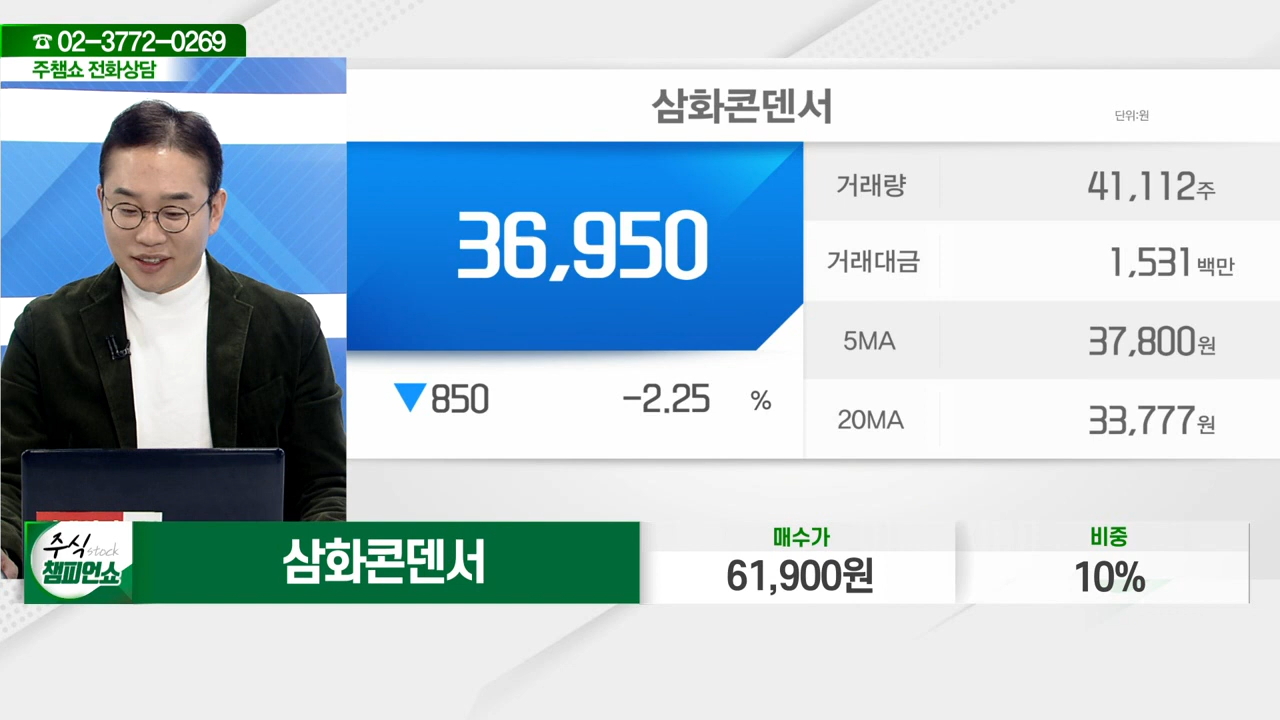 ☎ 02-3772-0269
주챔쇼 전화상담
삼화콘덴서
단위:원
36,950
▼850 -2.25 %
거래량 41,112주
거래대금 1,531백만
5MA 37,800원
20MA 33,777원
주식 stock
챔피언쇼
삼화콘덴서
매수가
61,900원
비중
10%